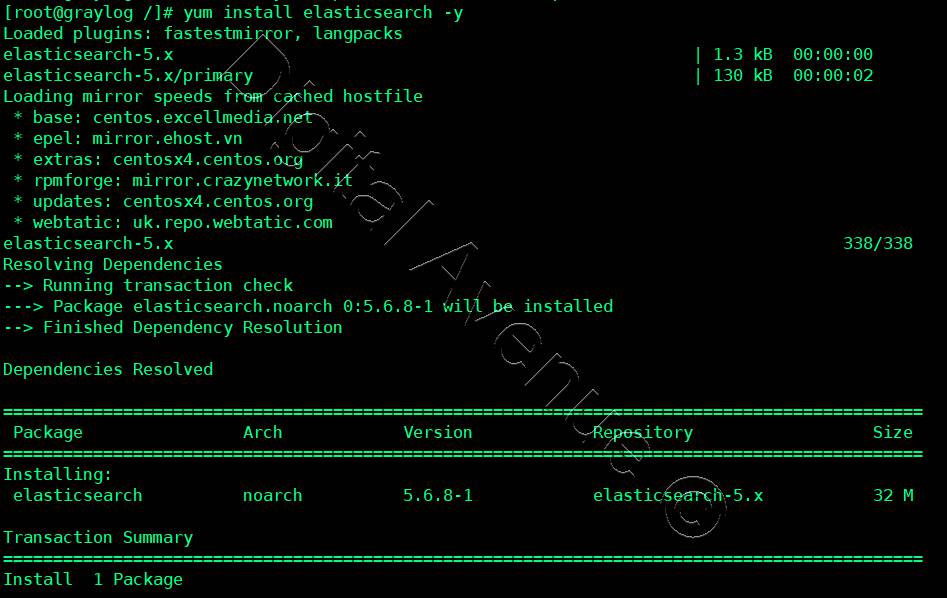 [root@graylog /]# yum install elasticsearch -y
Loaded plugins: fastestmirror, langpacks
elasticsearch-5.x | 1.3 kB 00:00:00
elasticsearch-5.x/primary | 130 kB 00:00:02
Loading mirror speeds from cached hostfile
* base: centos.excellmedia.net
* epel: mirror.ehost.vn
* extras: centosx4.centos.org
* rpmforge: mirror.crazynetwork.it
* updates: centosx4.centos.org
* webtatic: uk.repo.webtatic.com
elasticsearch-5.x 338/338
Resolving Dependencies
--> Running transaction check
---> Package elasticsearch.noarch 0:5.6.8-1 will be installed
--> Finished Dependency Resolution
Dependencies Resolved
================================================================================
Package Arch Version Repository Size
================================================================================
Installing:
elasticsearch noarch 5.6.8-1 elasticsearch-5.x 32 M
Transaction Summary
================================================================================
Install 1 Package
Digital Avenue ©